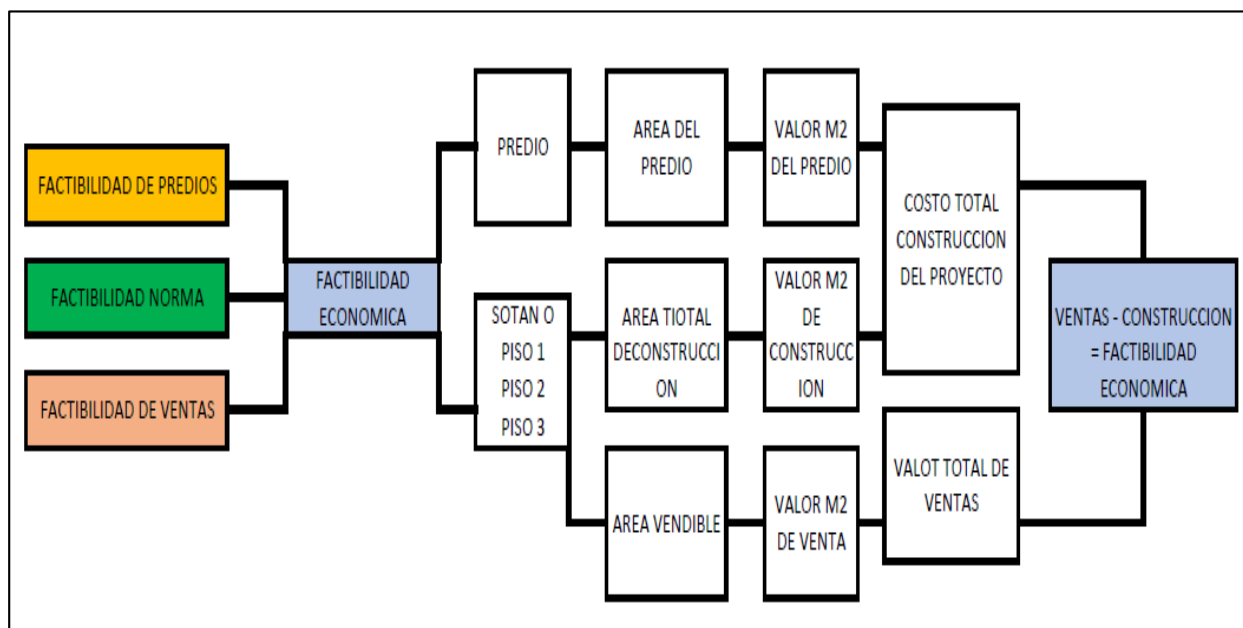 FACTIBILIDAD DE PREDIOS
FACTIBILIDAD NORMA
FACTIBILIDAD DE VENTAS
FACTIBILIDAD
ECONOMICA
PREDIO
AREA DEL
PREDIO
VALOR M2
DEL PREDIO
SOTAN O
PISO 1
PISO 2
PISO 3
AREA TIOTAL
DECONSTRUCCI
ON
VALOR M2
DE
CONSTRUCC
ION
COSTO TOTAL
CONSTRUCCION
DEL PROYECTO
AREA VENDIBLE
VALOR M2
DE VENTA
VALOT TOTAL DE
VENTAS
VENTAS - CONSTRUCCION
= FACTIBILIDAD
ECONOMICA